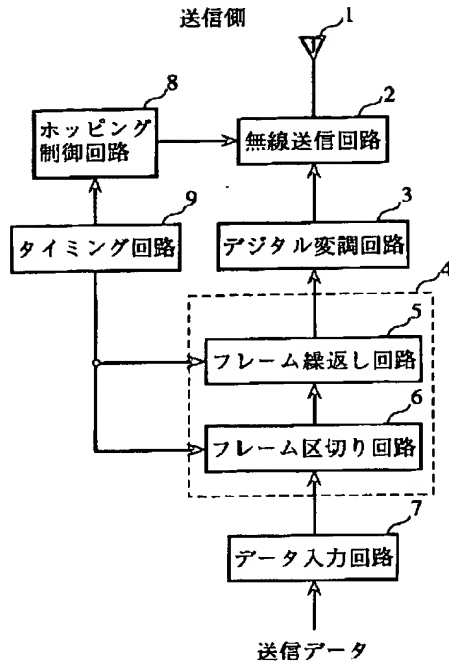 送信側
1
2
無線送信回路
8
ホッピング
制御回路
9
タイミング回路
3
デジタル変調回路
4
5
フレーム繰返し回路
6
フレーム区切り回路
7
データ入力回路
送信データ